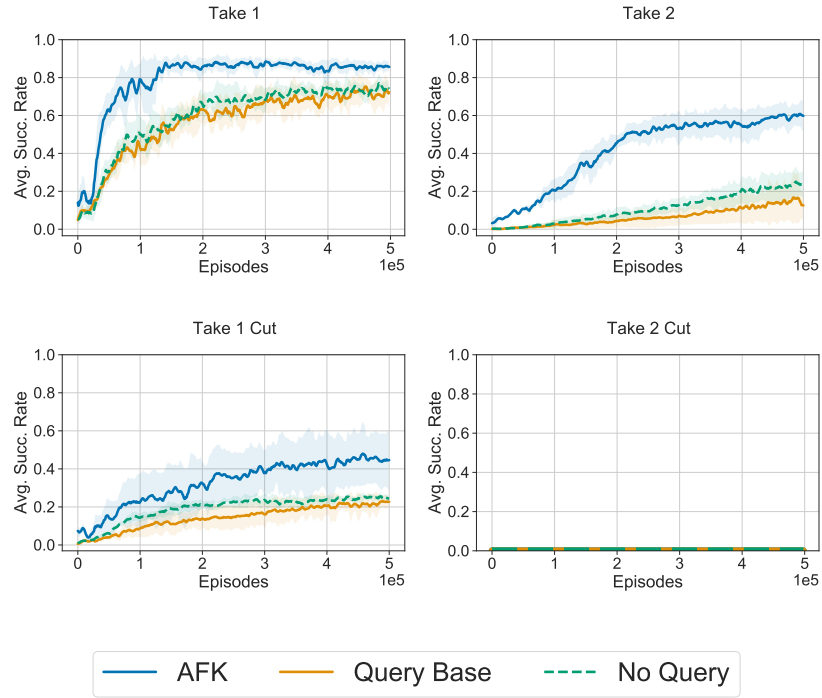 Take 1
Take 2
Avg. Succ. Rate
1.0
0.8
0.6
0.4
0.2
0.0
0 1 2 3 4 5
1e5
Episodes
Avg. Succ. Rate
1.0
0.8
0.6
0.4
0.2
0.0
0 1 2 3 4 5
1e5
Episodes
Take 1 Cut
Take 2 Cut
Avg. Succ. Rate
1.0
0.8
0.6
0.4
0.2
0.0
0 1 2 3 4 5
1e5
Episodes
Avg. Succ. Rate
1.0
0.8
0.6
0.4
0.2
0.0
0 1 2 3 4 5
1e5
Episodes
AFK Query Base No Query